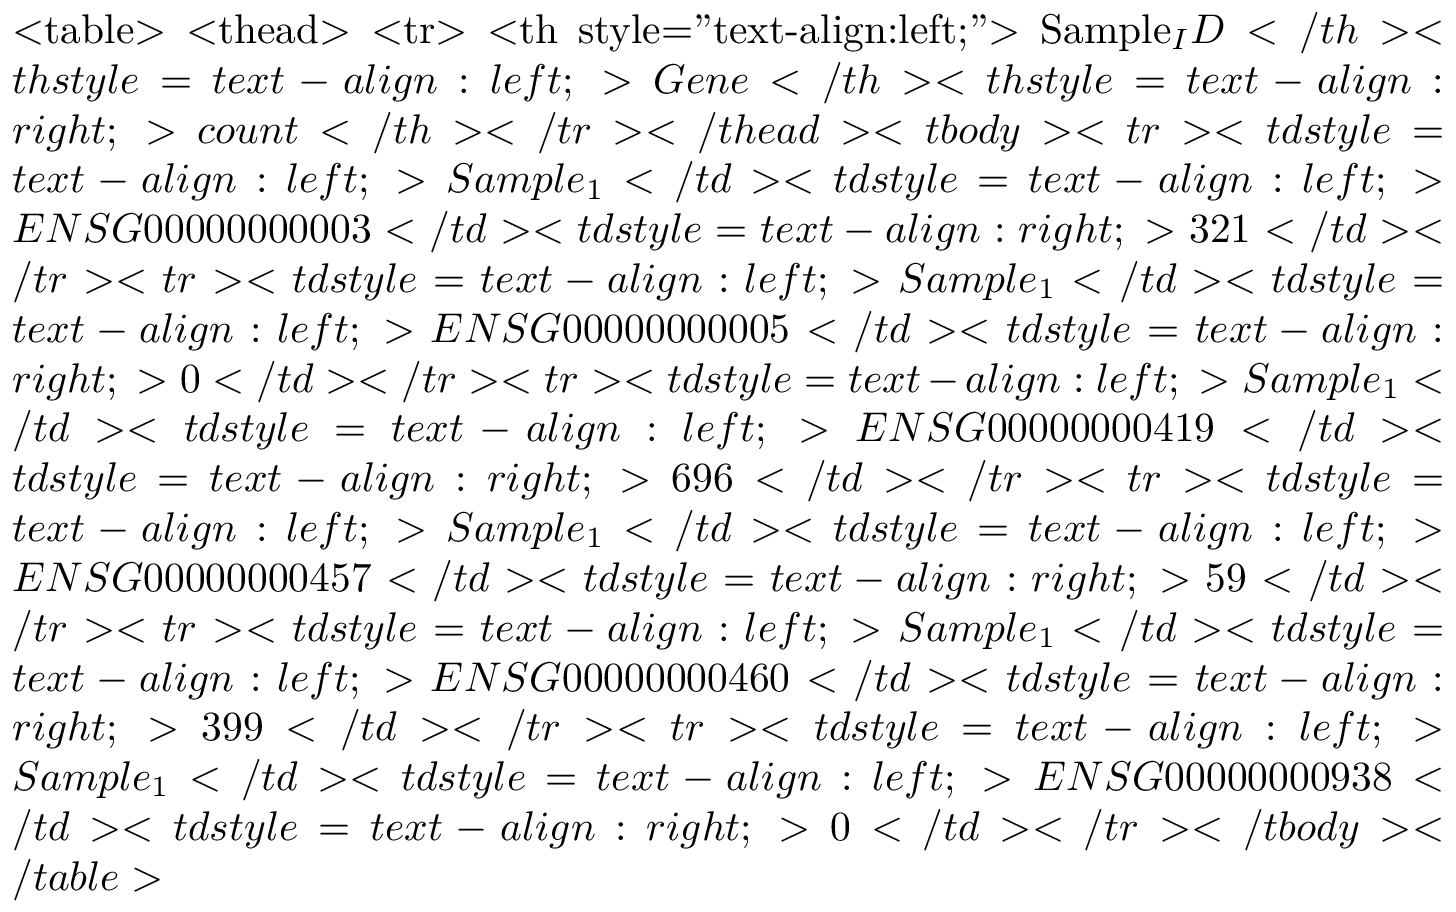 <table> <thead> <tr> <th style=”text-align:left;”> Sample_I D < /th ><
thstyle = text − align : left; > Gene < /th >< thstyle = text − align :
right; > count < /th >< /tr >< /thead >< tbody >< tr >< tdstyle =
text − align : left; > Sample_1 < /td >< tdstyle = text − align : left; >
ENSG00000000003 < /td >< tdstyle = text − align : right; > 321 < /td ><
/tr >< tr >< tdstyle = text − align : left; > Sample_1 < /td >< tdstyle =
text − align : left; > ENSG00000000005 < /td >< tdstyle = text − align :
right; > 0 < /td >< /tr >< tr >< tdstyle = text − align : left; > Sample_1 <
/td >< tdstyle = text − align : left; > ENSG00000000419 < /td ><
tdstyle = text − align : right; > 696 < /td >< /tr >< tr >< tdstyle =
text − align : left; > Sample_1 < /td >< tdstyle = text − align : left; >
ENSG00000000457 < /td >< tdstyle = text − align : right; > 59 < /td ><
/tr >< tr >< tdstyle = text − align : left; > Sample_1 < /td >< tdstyle =
text − align : left; > ENSG00000000460 < /td >< tdstyle = text − align :
right; > 399 < /td >< /tr >< tr >< tdstyle = text − align : left; >
Sample_1 < /td >< tdstyle = text − align : left; > ENSG00000000938 <
/td >< tdstyle = text − align : right; > 0 < /td >< /tr >< /tbody ><
/table >